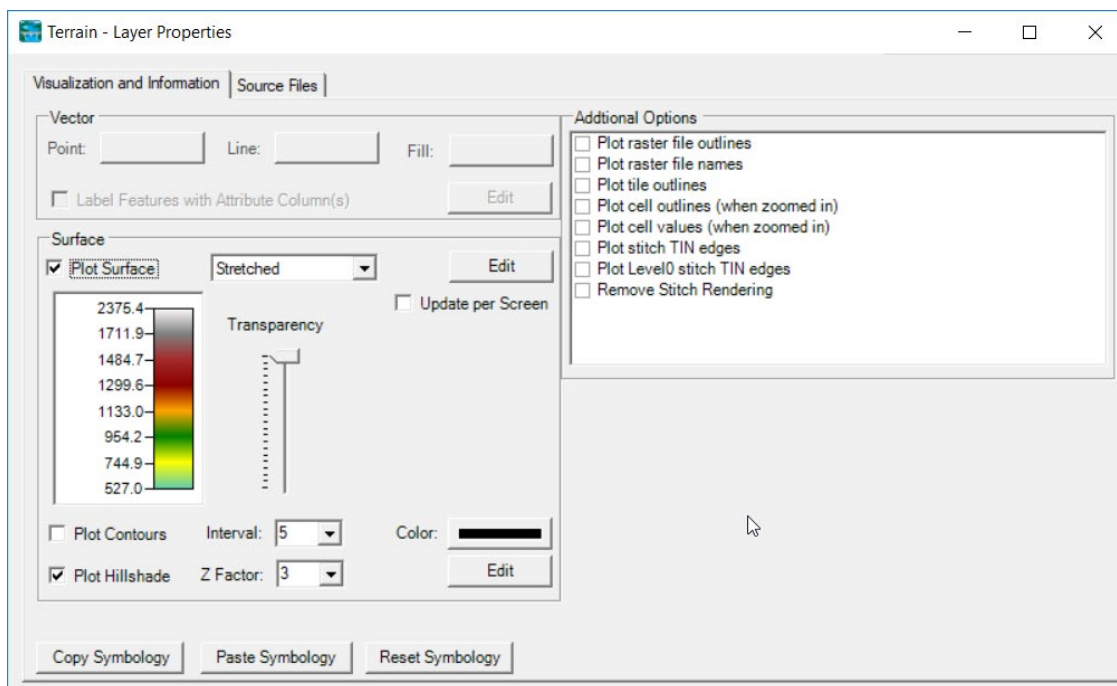 Terrain - Layer Properties
Visualization and Information
Source Files
Vector
Point:
Line:
Fill:
Label Features with Attribute Column(s)
Edit
Surface
Plot Surface
Stretched
Edit
Update per Screen
2375.4
1711.9
1484.7
1299.6
1133.0
954.2
744.9
527.0
Transparency
Plot Contours
Interval:
5
Color:
Plot Hillshade
Z Factor:
3
Edit
Addtional Options
Plot raster file outlines
Plot raster file names
Plot tile outlines
Plot cell outlines (when zoomed in)
Plot cell values (when zoomed in)
Plot stitch TIN edges
Plot Level0 stitch TIN edges
Remove Stitch Rendering
Copy Symbology
Paste Symbology
Reset Symbology